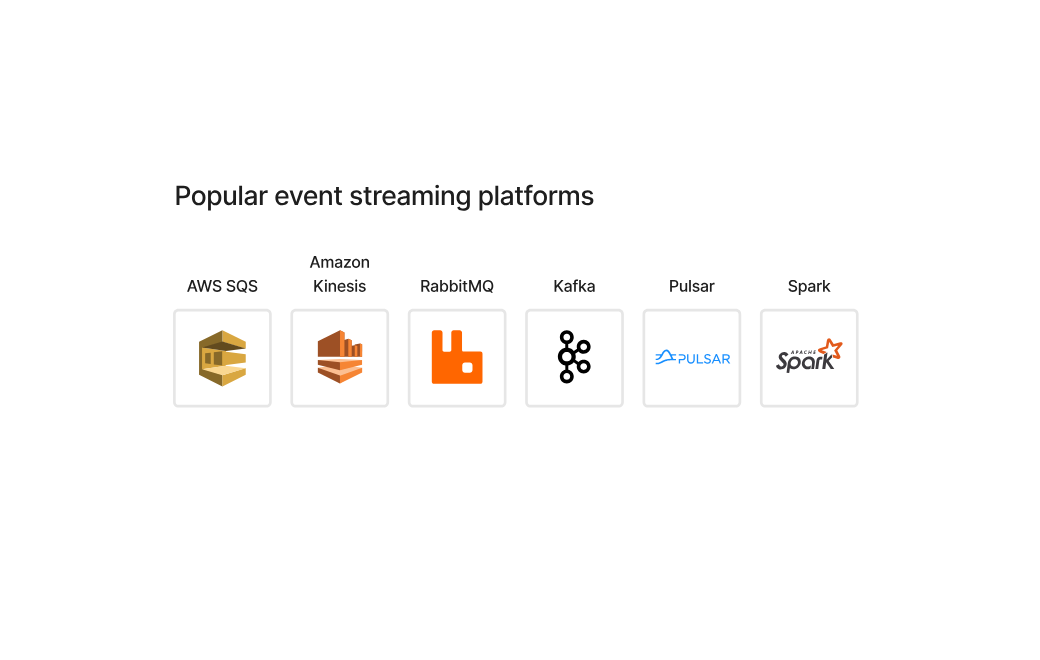 Popular event streaming platforms
AWS SQS
Amazon
Kinesis
RabbitMQ
Kafka
Pulsar
Spark
PULSAR
APACHE
Spark